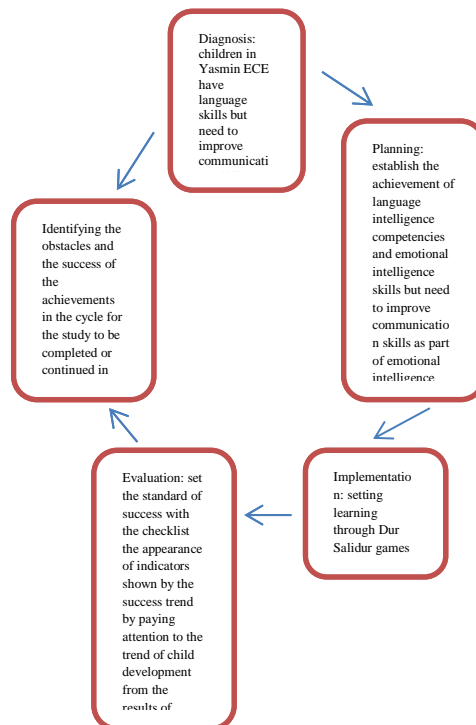 Diagnosis:
children in
Yasmin ECE
have
language
skills but
need to
improve
communicati
Planning:
establish the
achievement of
language
intelligence
competencies
and emotional
intelligence
skills but need
to improve
communicatio
n skills as part
of emotional
intelligence
Implementatio
n: setting
learning
through Dur
Salidur games
Evaluation: set
the standard of
success with
the checklist
the appearance
of indicators
shown by the
success trend
by paying
attention to the
trend of child
development
from the
results of
Identifying the
obstacles and
the success of
the
achievements
in the cycle for
the study to be
completed or
continued in